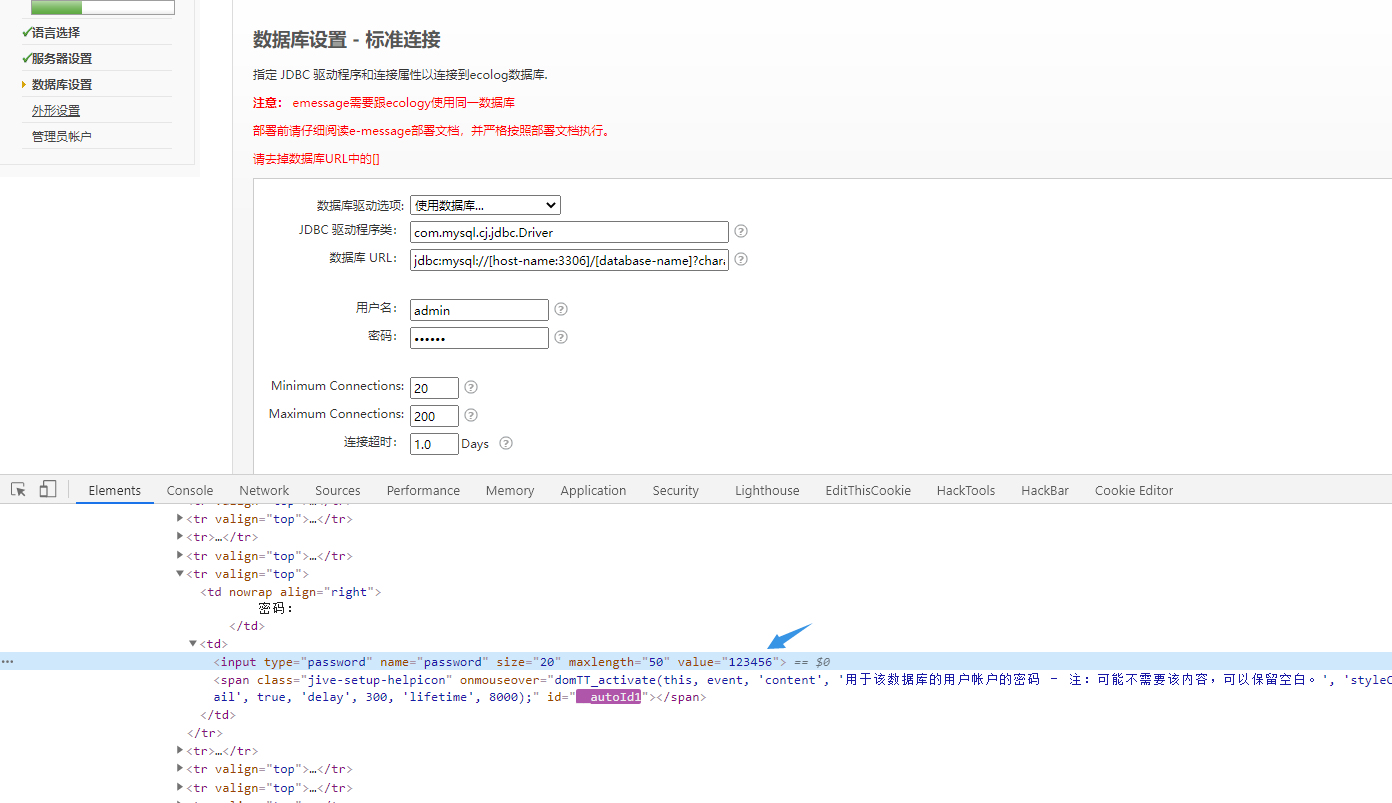 语言选择
服务器设置
数据库设置
外形设置
管理员帐户
数据库设置 - 标准连接
指定 JDBC 驱动程序和连接属性以连接到ecolog数据库.
注意： emessage需要跟ecology使用同一数据库
部署前请仔细阅读e-message部署文档，并严格按照部署文档执行。
请去掉数据库URL中的[]
数据库驱动选项: 使用数据库...
JDBC 驱动程序类： com.mysql.cj.jdbc.Driver ?
数据库 URL： jdbc:mysql://[host-name:3306]/[database-name]?chara ?
用户名： admin ?
密码： •••••• ?
Minimum Connections: 20 ?
Maximum Connections: 200 ?
连接超时： 1.0 Days ?
Elements Console Network Sources Performance Memory Application Security Lighthouse EditThisCookie HackTools HackBar Cookie Editor
<tr valign="top">…</tr>
<tr>…</tr>
<tr valign="top">…</tr>
<tr valign="top">
<td nowrap align="right">
密码：
</td>
<td>
<input type="password" name="password" size="20" maxlength="50" value="123456"> == $0
<span class="jive-setup-helpicon" onmouseover="domTT_activate(this, event, 'content', '用于该数据库的用户帐户的密码 - 注：可能不需要该内容，可以保留空白。', 'styleC
ail', true, 'delay', 300, 'lifetime', 8000);" id="__autoId1"></span>
</td>
</tr>
<tr>…</tr>
<tr valign="top">…</tr>
<tr valign="top">…</tr>